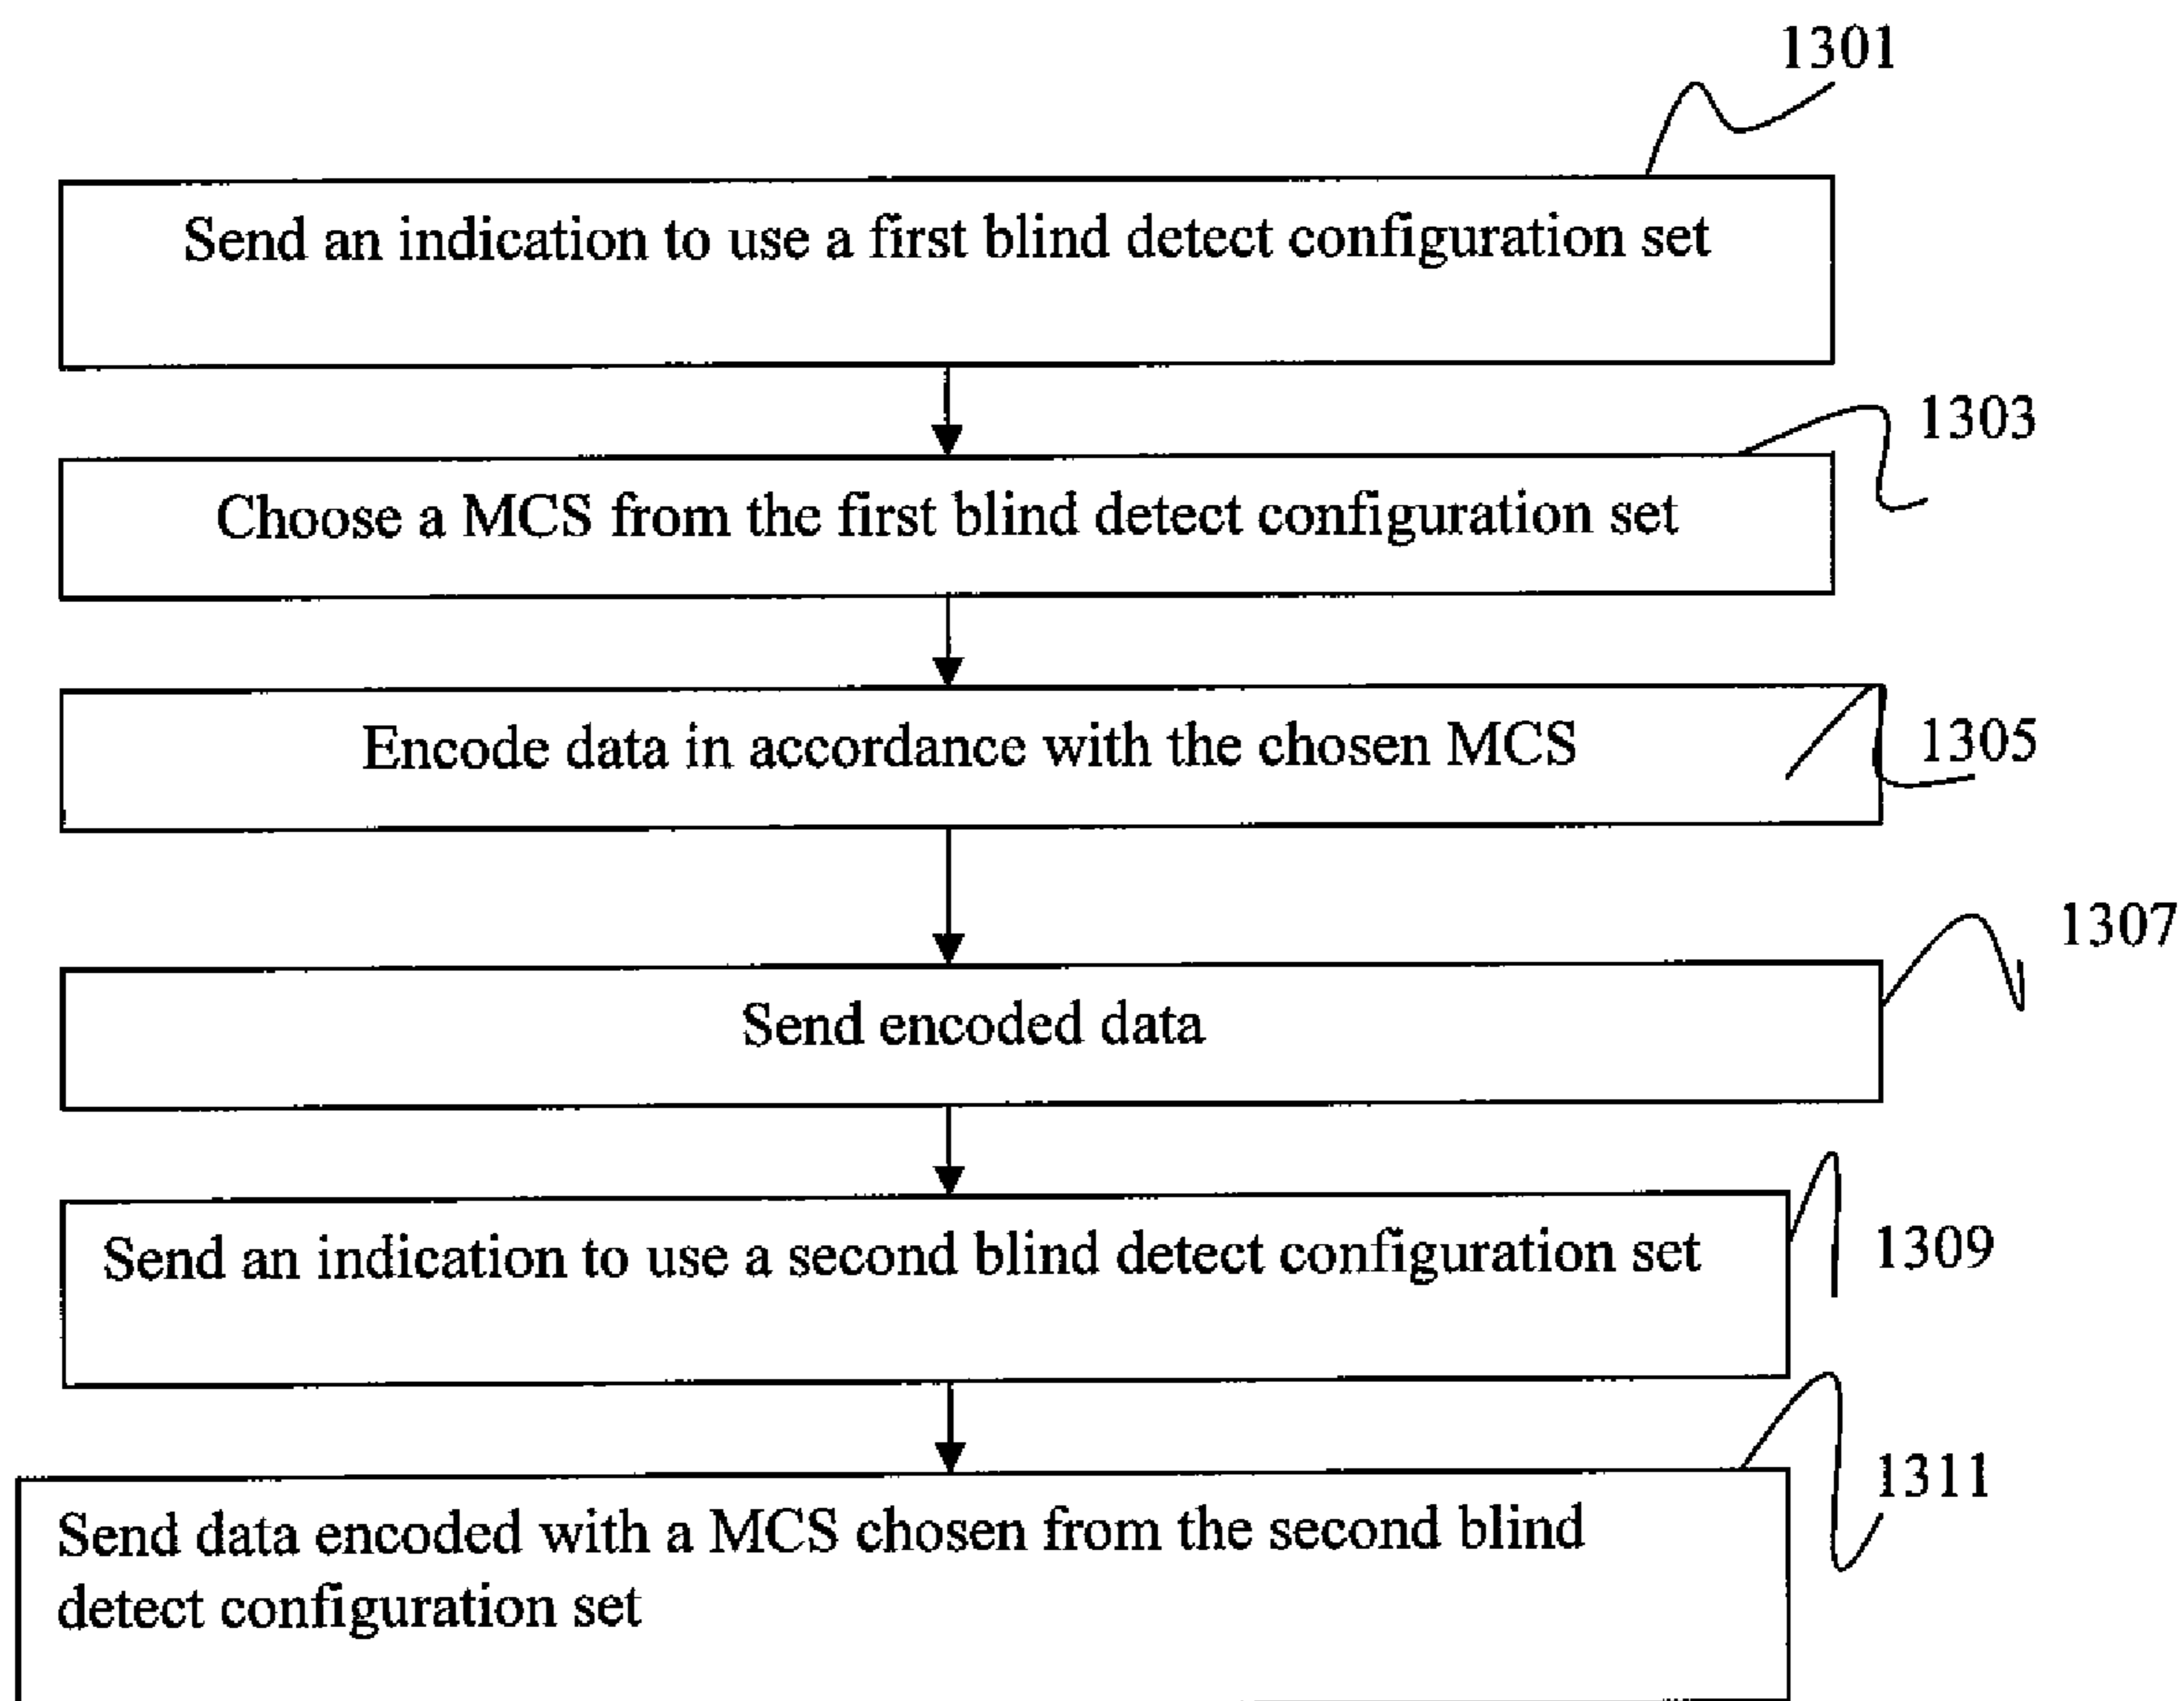 1301
Send an indication to use a first blind detect configuration set
1303
Choose a MCS from the first blind detect configuration set
Encode data in accordance with the chosen MCS
1305
1307
Send encoded data
Send an indication to use a second blind detect configuration set
1309
1311
Send data encoded with a MCS chosen from the second blind
detect configuration set